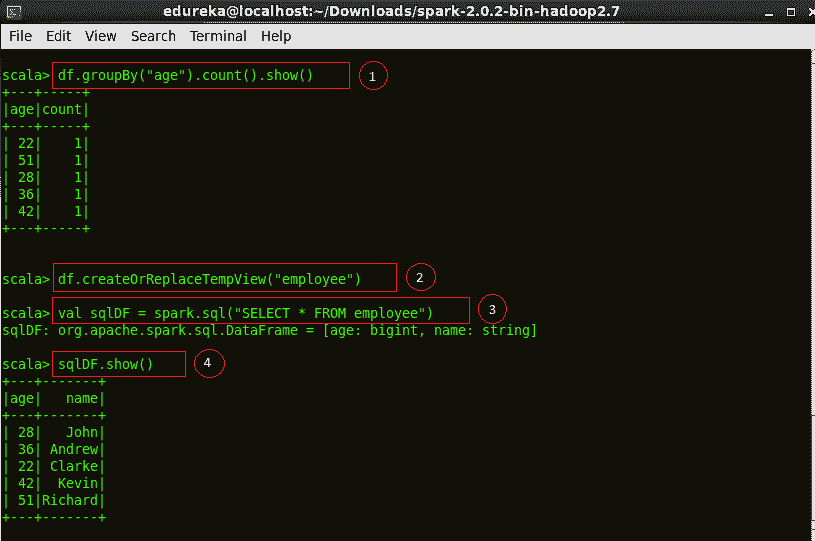 edureka@localhost:~/Downloads/spark-2.0.2-bin-hadoop2.7
File Edit View Search Terminal Help
scala> df.groupBy("age").count().show() 1
+---+-----+
|age|count|
+---+-----+
| 22|    1|
| 51|    1|
| 28|    1|
| 36|    1|
| 42|    1|
+---+-----+
scala> df.createOrReplaceTempView("employee") 2
scala> val sqlDF = spark.sql("SELECT * FROM employee") 3
sqlDF: org.apache.spark.sql.DataFrame = [age: bigint, name: string]
scala> sqlDF.show() 4
+---+-------+
|age|   name|
+---+-------+
| 28|   John|
| 36| Andrew|
| 22| Clarke|
| 42|  Kevin|
| 51|Richard|
+---+-------+